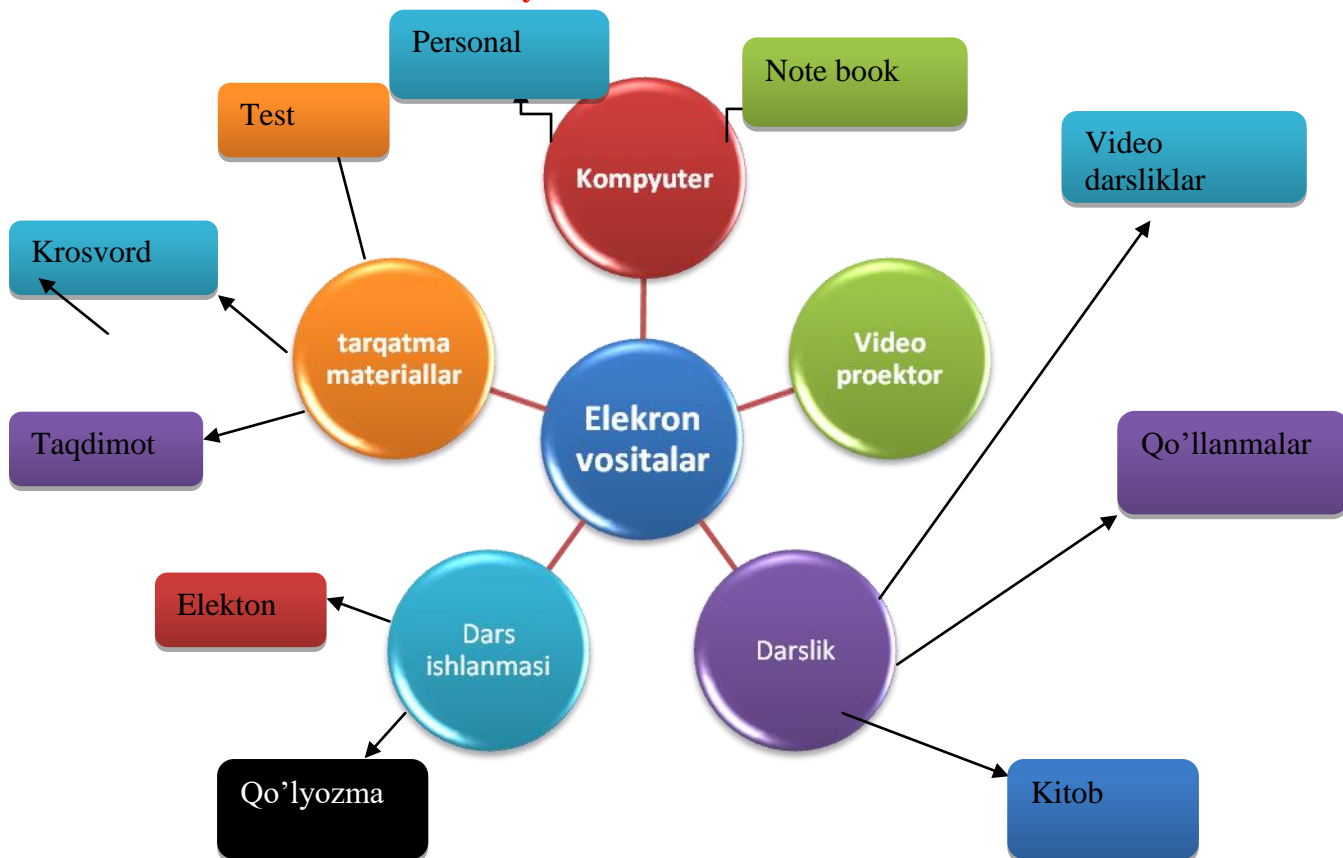 Personal
Note book
Test
Video
darsliklar
Kompyuter
Krosvord
tarqatma
materiallar
Video
proektor
Elekron
vositalar
Taqdimot
Qo’llanmalar
Elekton
Dars
ishlanmasi
Darslik
Qo’lyozma
Kitob